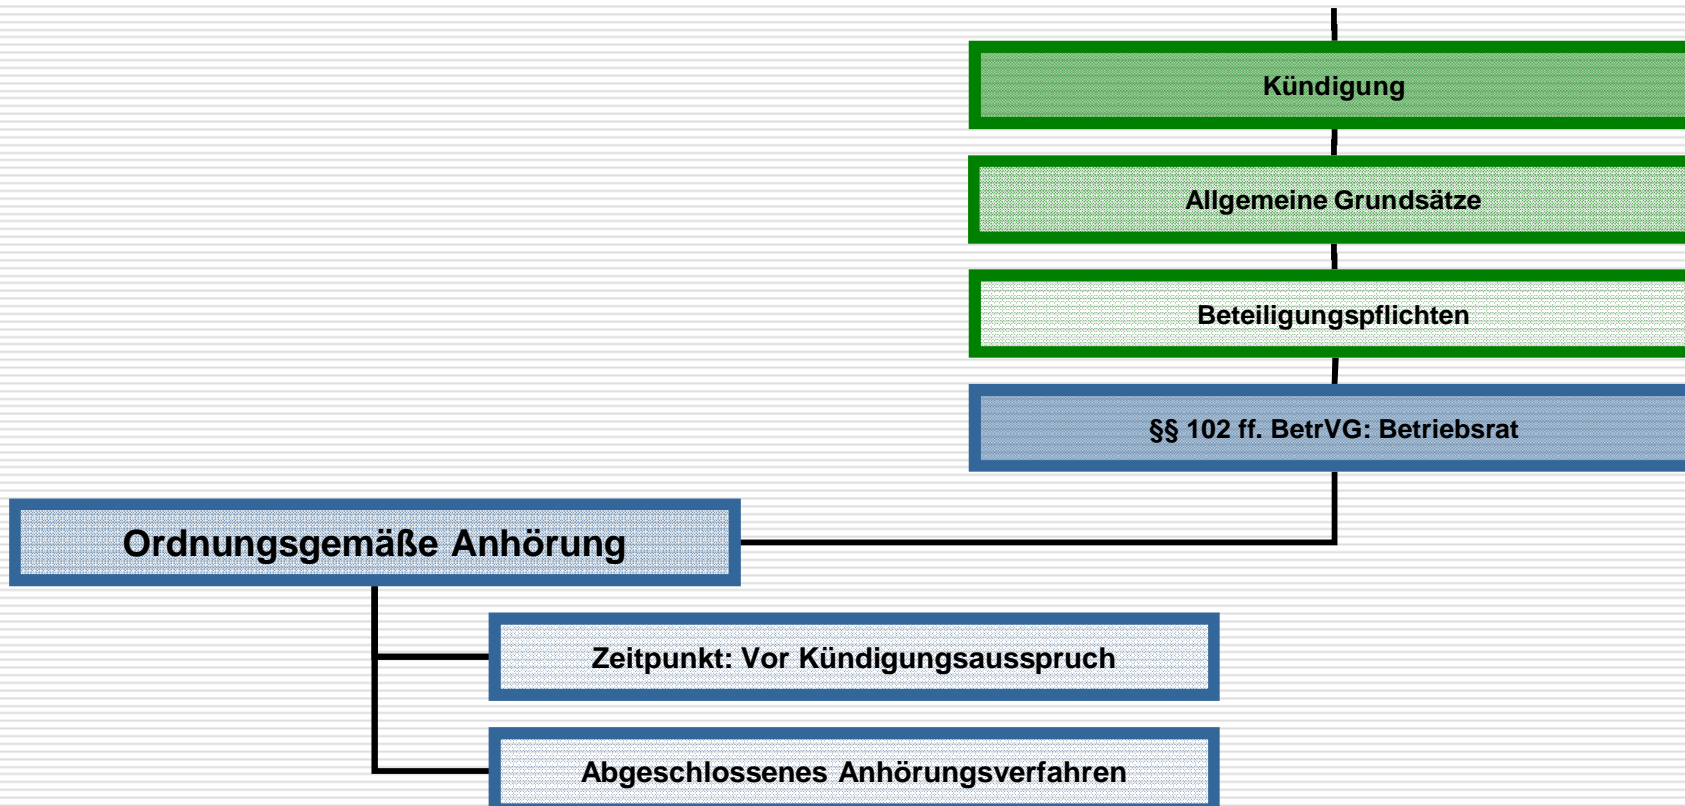 Kündigung
Allgemeine Grundsätze
Beteiligungspflichten
§§ 102 ff. BetrVG: Betriebsrat
Ordnungsgemäße Anhörung
Zeitpunkt: Vor Kündigungsausspruch
Abgeschlossenes Anhörungsverfahren